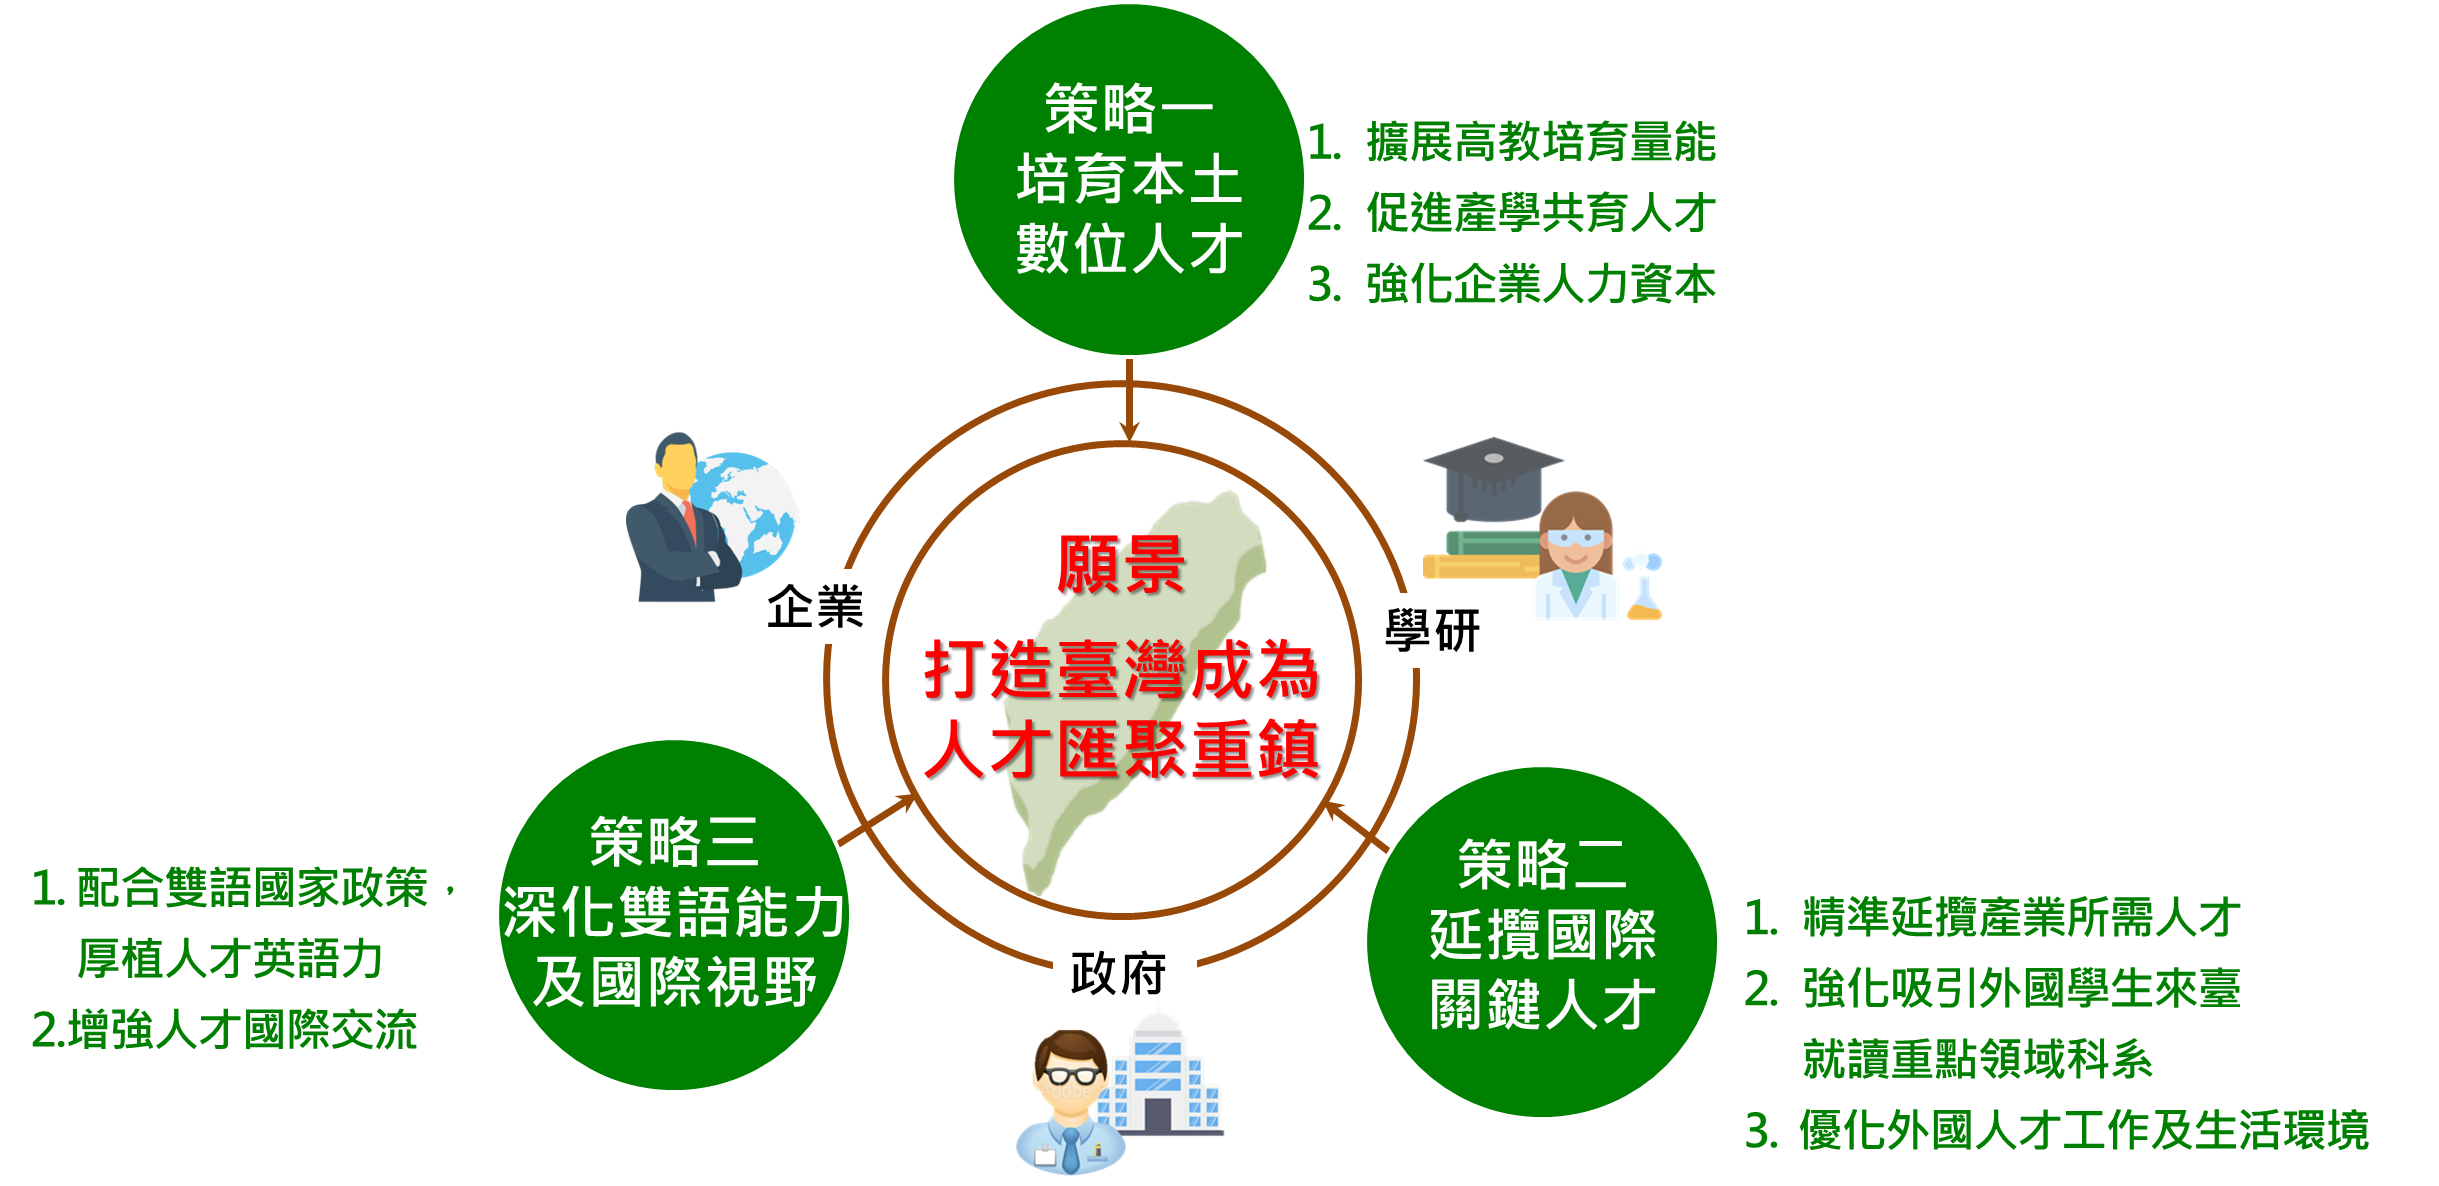 策略一
培育本土
數位人才
1. 擴展高教培育量能
2. 促進產學共育人才
3. 強化企業人力資本
企業
學研
願景
打造臺灣成為
人才匯聚重鎮
政府
策略三
深化雙語能力
及國際視野
1. 配合雙語國家政策，
厚植人才英語力
2.增強人才國際交流
策略二
延攬國際
關鍵人才
1. 精準延攬產業所需人才
2. 強化吸引外國學生來臺
就讀重點領域科系
3. 優化外國人才工作及生活環境
Adobe